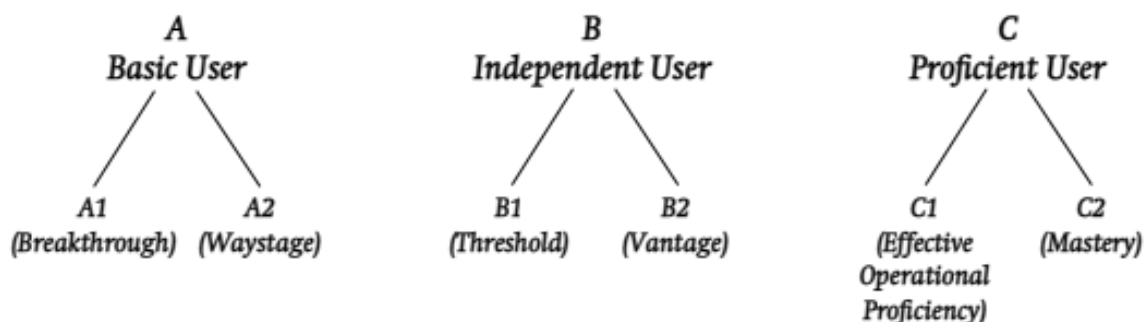 A
Basic User
B
Independent User
C
Proficient User
A1
(Breakthrough)
A2
(Waystage)
B1
(Threshold)
B2
(Vantage)
C1
(Effective
Operational
Proficiency)
C2
(Mastery)